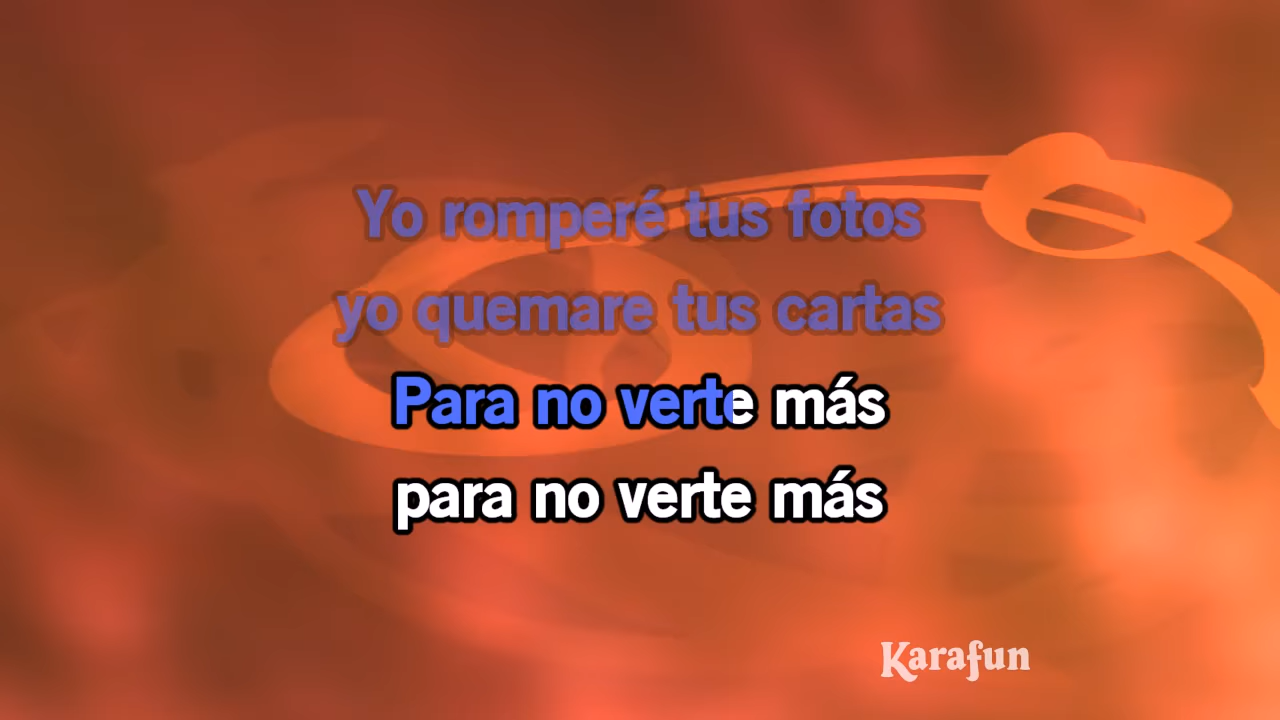 Yo romperé tus fotos
yo quemare tus cartas
Para no verte más
para no verte más
Karafun